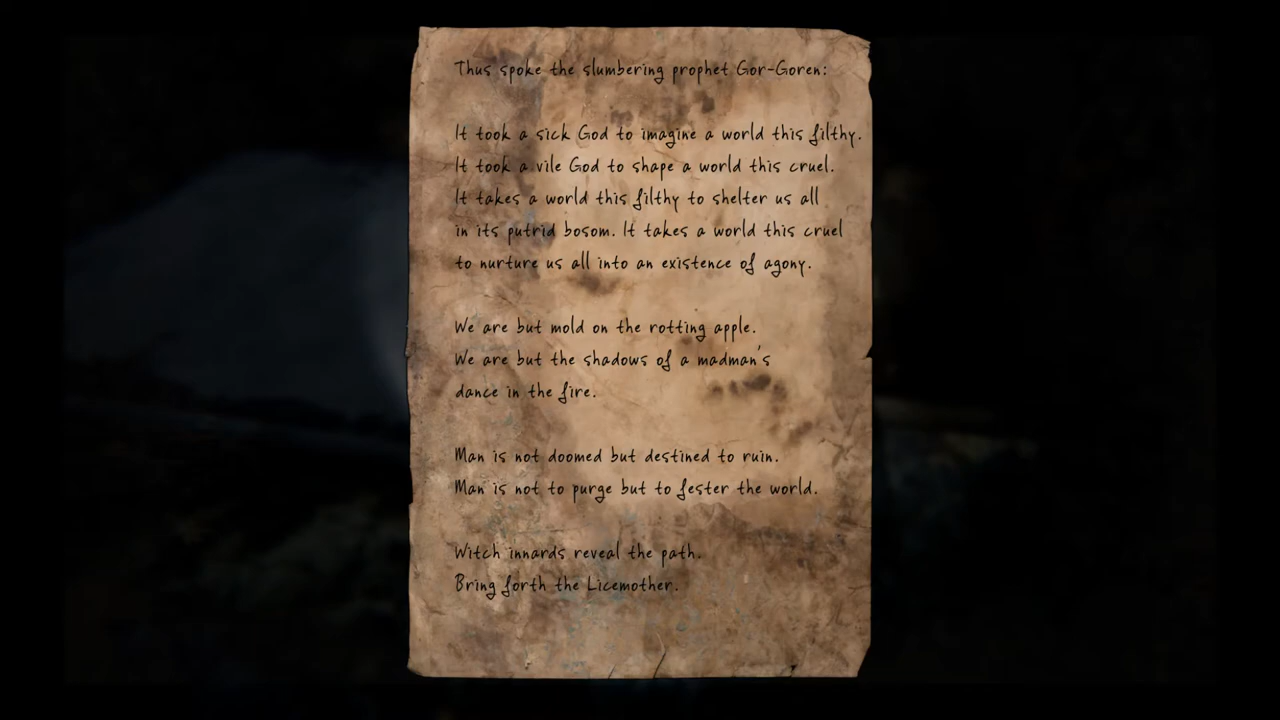 Thus spoke the slumbering prophet Gor-Goren:
It took a sick God to imagine a world this filthy.
It took a vile God to shape a world this cruel.
It takes a world this filthy to shelter us all
in its putrid bosom. It takes a world this cruel
to nurture us all into an existence of agony.
We are but mold on the rotting apple.
We are but the shadows of a madman's
dance in the fire.
Man is not doomed but destined to ruin.
Man is not to purge but to fester the world.
Witch innards reveal the path.
Bring forth the Licemother.